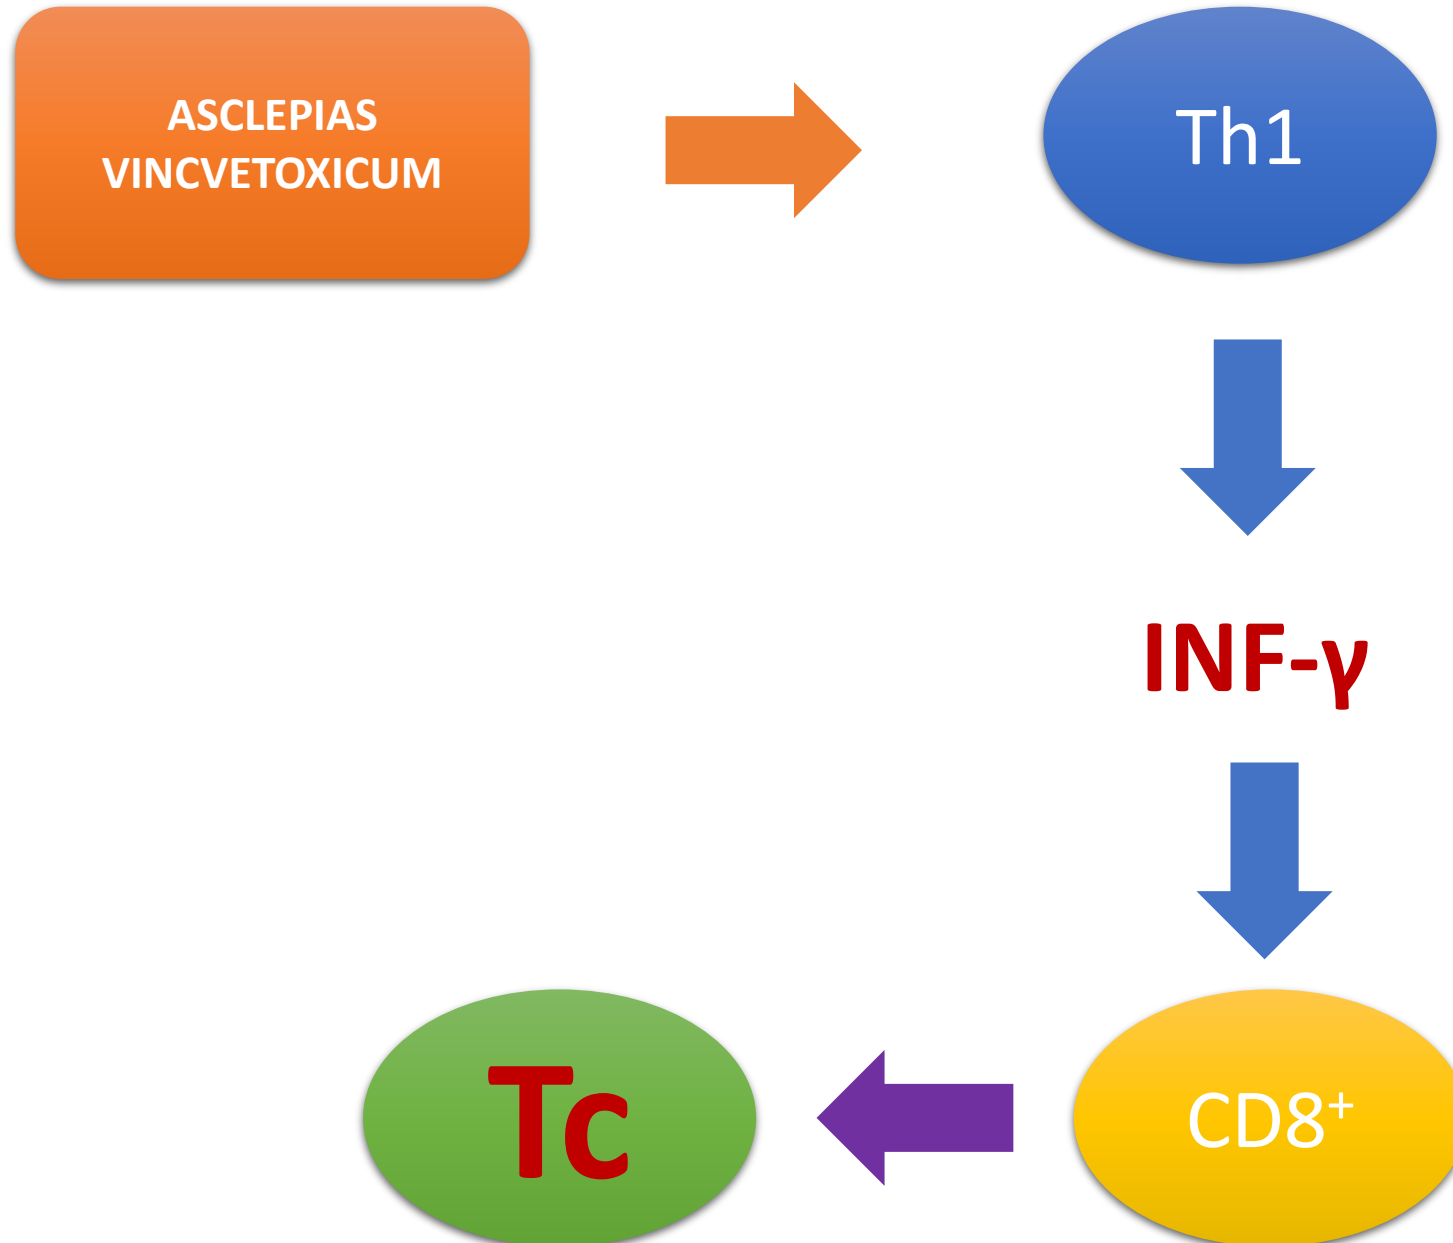 ASCLEPIAS
VINCVETOXICUM
Th1
INF-γ
CD8⁺
Tc